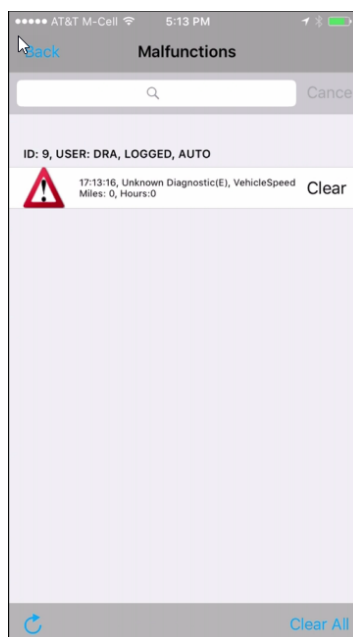 AT&T M-Cell 5:13 PM
Back Malfunctions
Cance
ID: 9, USER: DRA, LOGGED, AUTO
17:13:16, Unknown Diagnostic(E), VehicleSpeed
Miles: 0, Hours:0
Clear
Clear All